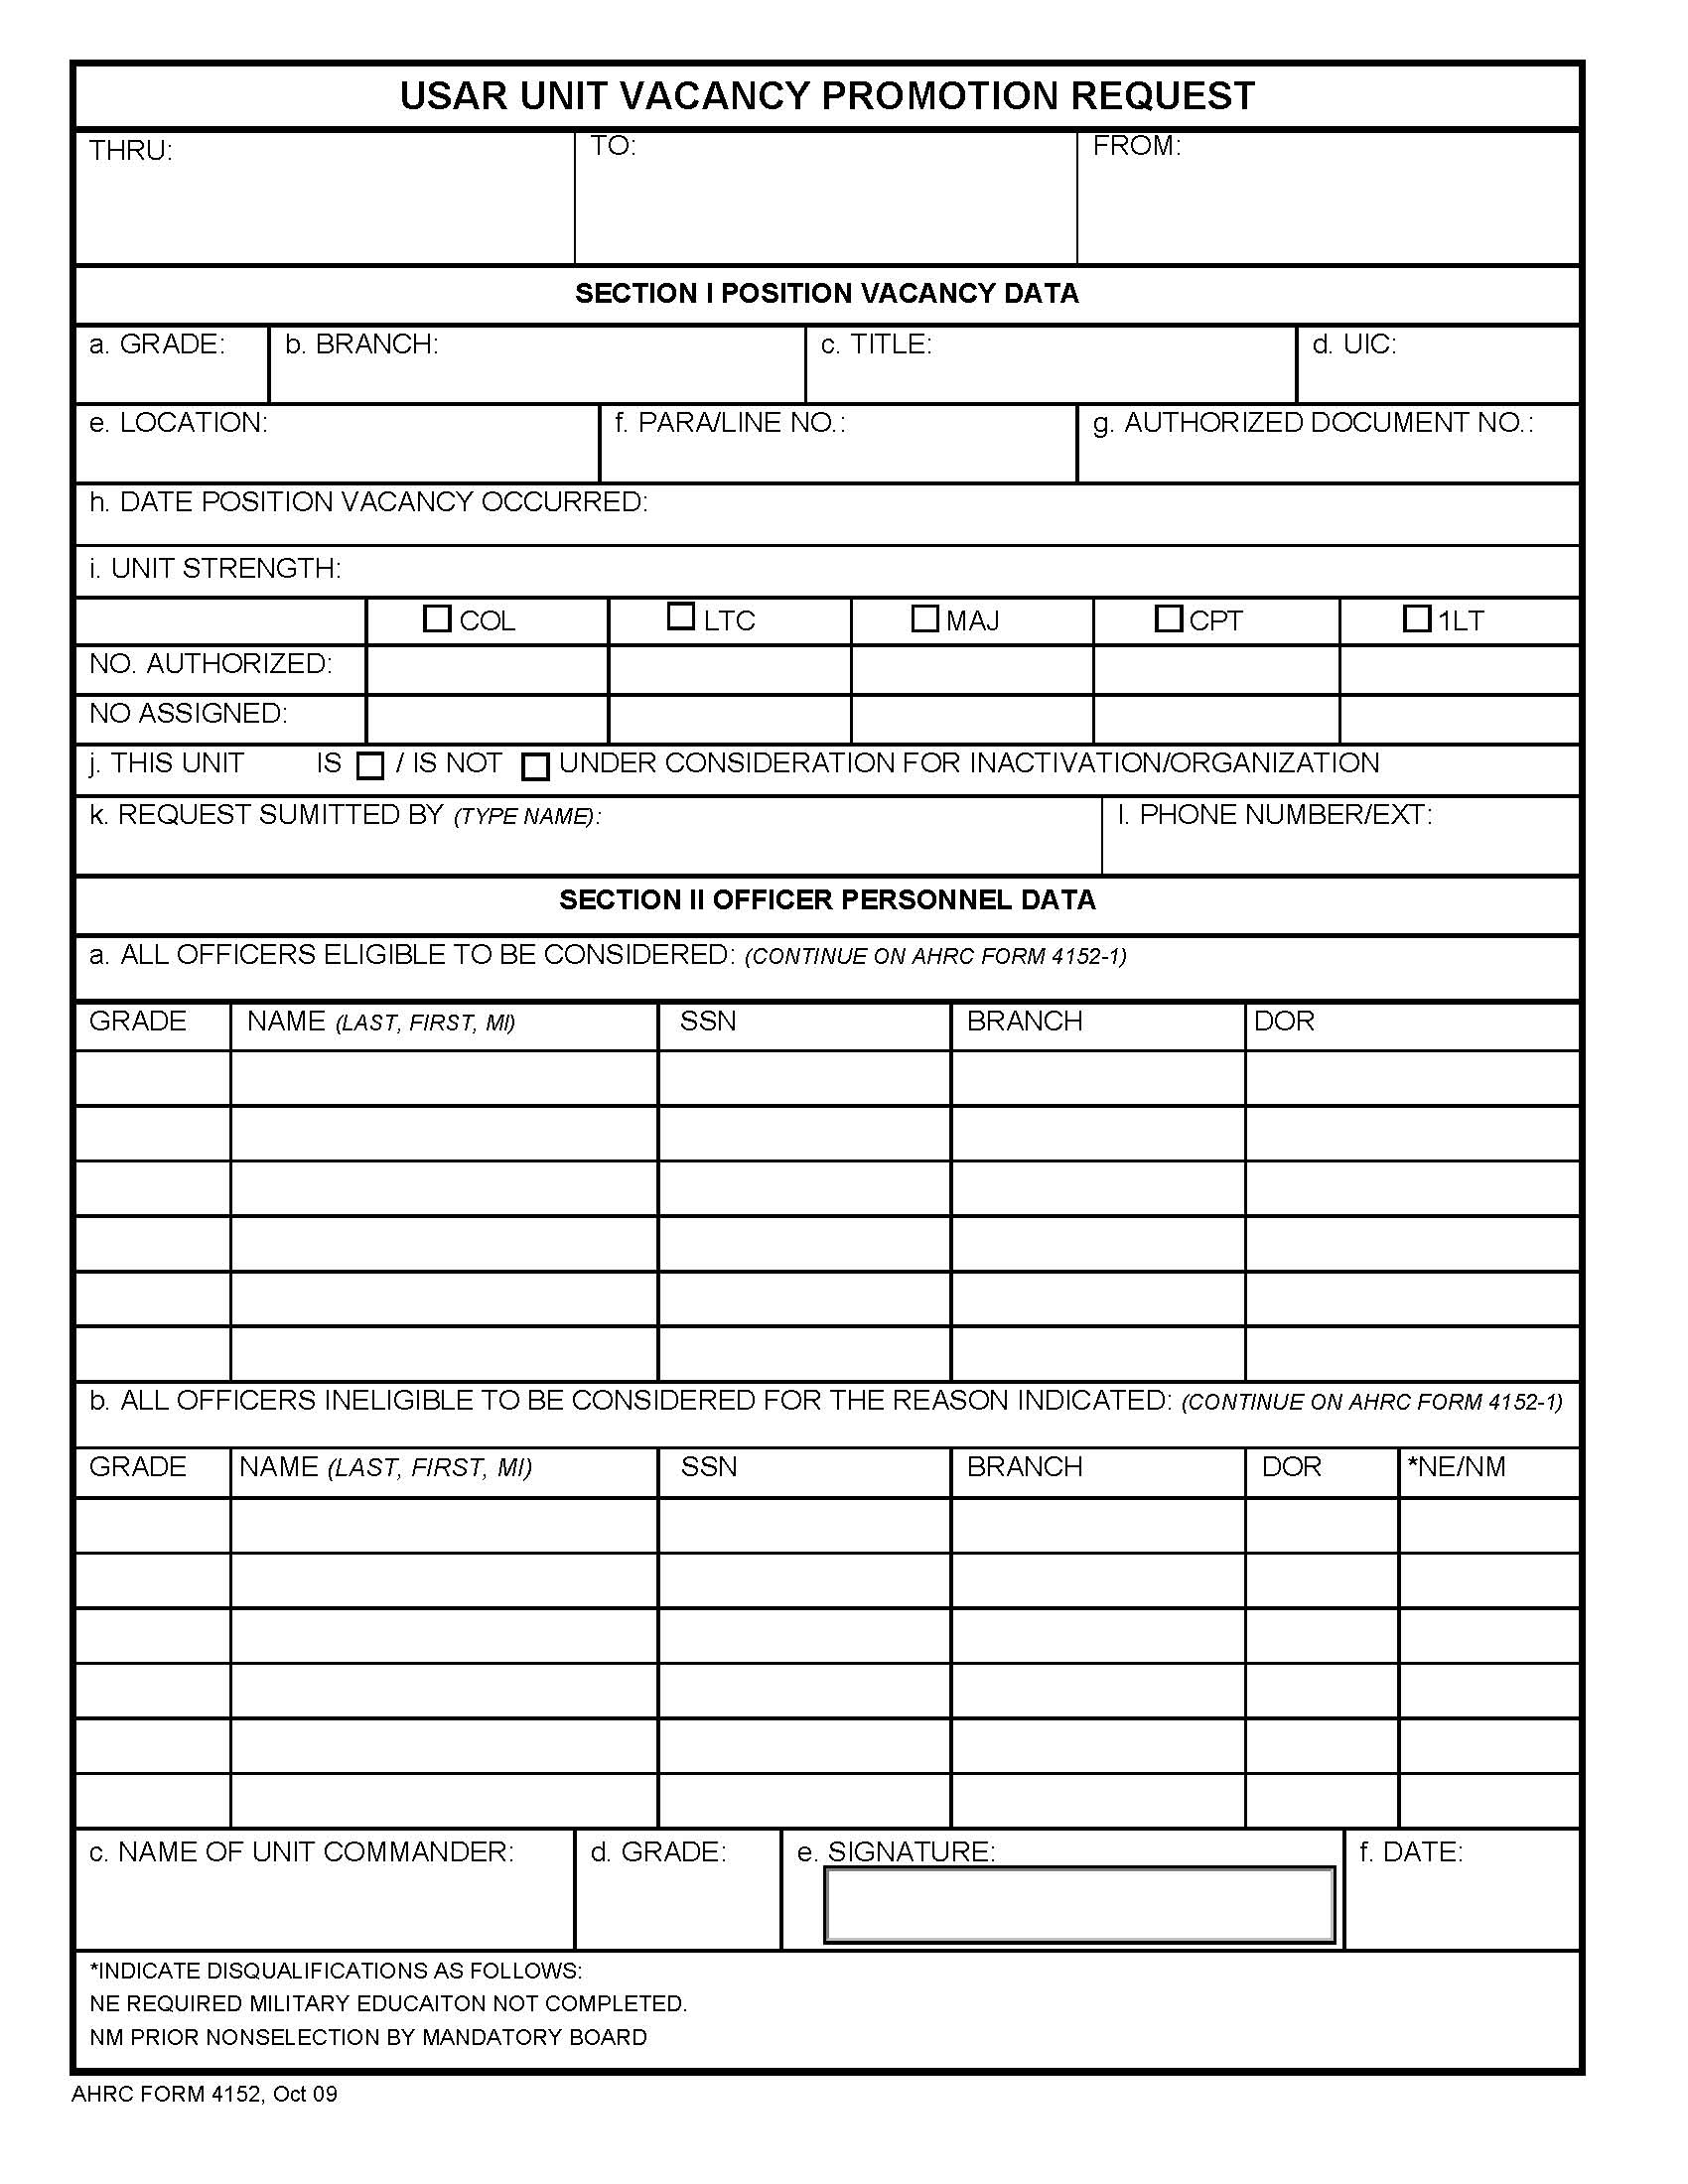 USAR UNIT VACANCY PROMOTION REQUEST
THRU: TO: FROM:
SECTION I POSITION VACANCY DATA
a. GRADE: b. BRANCH: c. TITLE: d. UIC:
e. LOCATION: f. PARA/LINE NO.: g. AUTHORIZED DOCUMENT NO.:
h. DATE POSITION VACANCY OCCURRED:
i. UNIT STRENGTH:
COL LTC MAJ CPT 1LT
NO. AUTHORIZED:
NO ASSIGNED:
j. THIS UNIT IS / IS NOT UNDER CONSIDERATION FOR INACTIVATION/ORGANIZATION
k. REQUEST SUMITTED BY (TYPE NAME): l. PHONE NUMBER/EXT:
SECTION II OFFICER PERSONNEL DATA
a. ALL OFFICERS ELIGIBLE TO BE CONSIDERED: (CONTINUE ON AHRC FORM 4152-1)
GRADE NAME (LAST, FIRST, MI) SSN BRANCH DOR
b. ALL OFFICERS INELIGIBLE TO BE CONSIDERED FOR THE REASON INDICATED: (CONTINUE ON AHRC FORM 4152-1)
GRADE NAME (LAST, FIRST, MI) SSN BRANCH DOR *NE/NM
c. NAME OF UNIT COMMANDER: d. GRADE: e. SIGNATURE: f. DATE:
*INDICATE DISQUALIFICATIONS AS FOLLOWS:
NE REQUIRED MILITARY EDUCAITON NOT COMPLETED.
NM PRIOR NONSELECTION BY MANDATORY BOARD
AHRC FORM 4152, Oct 09